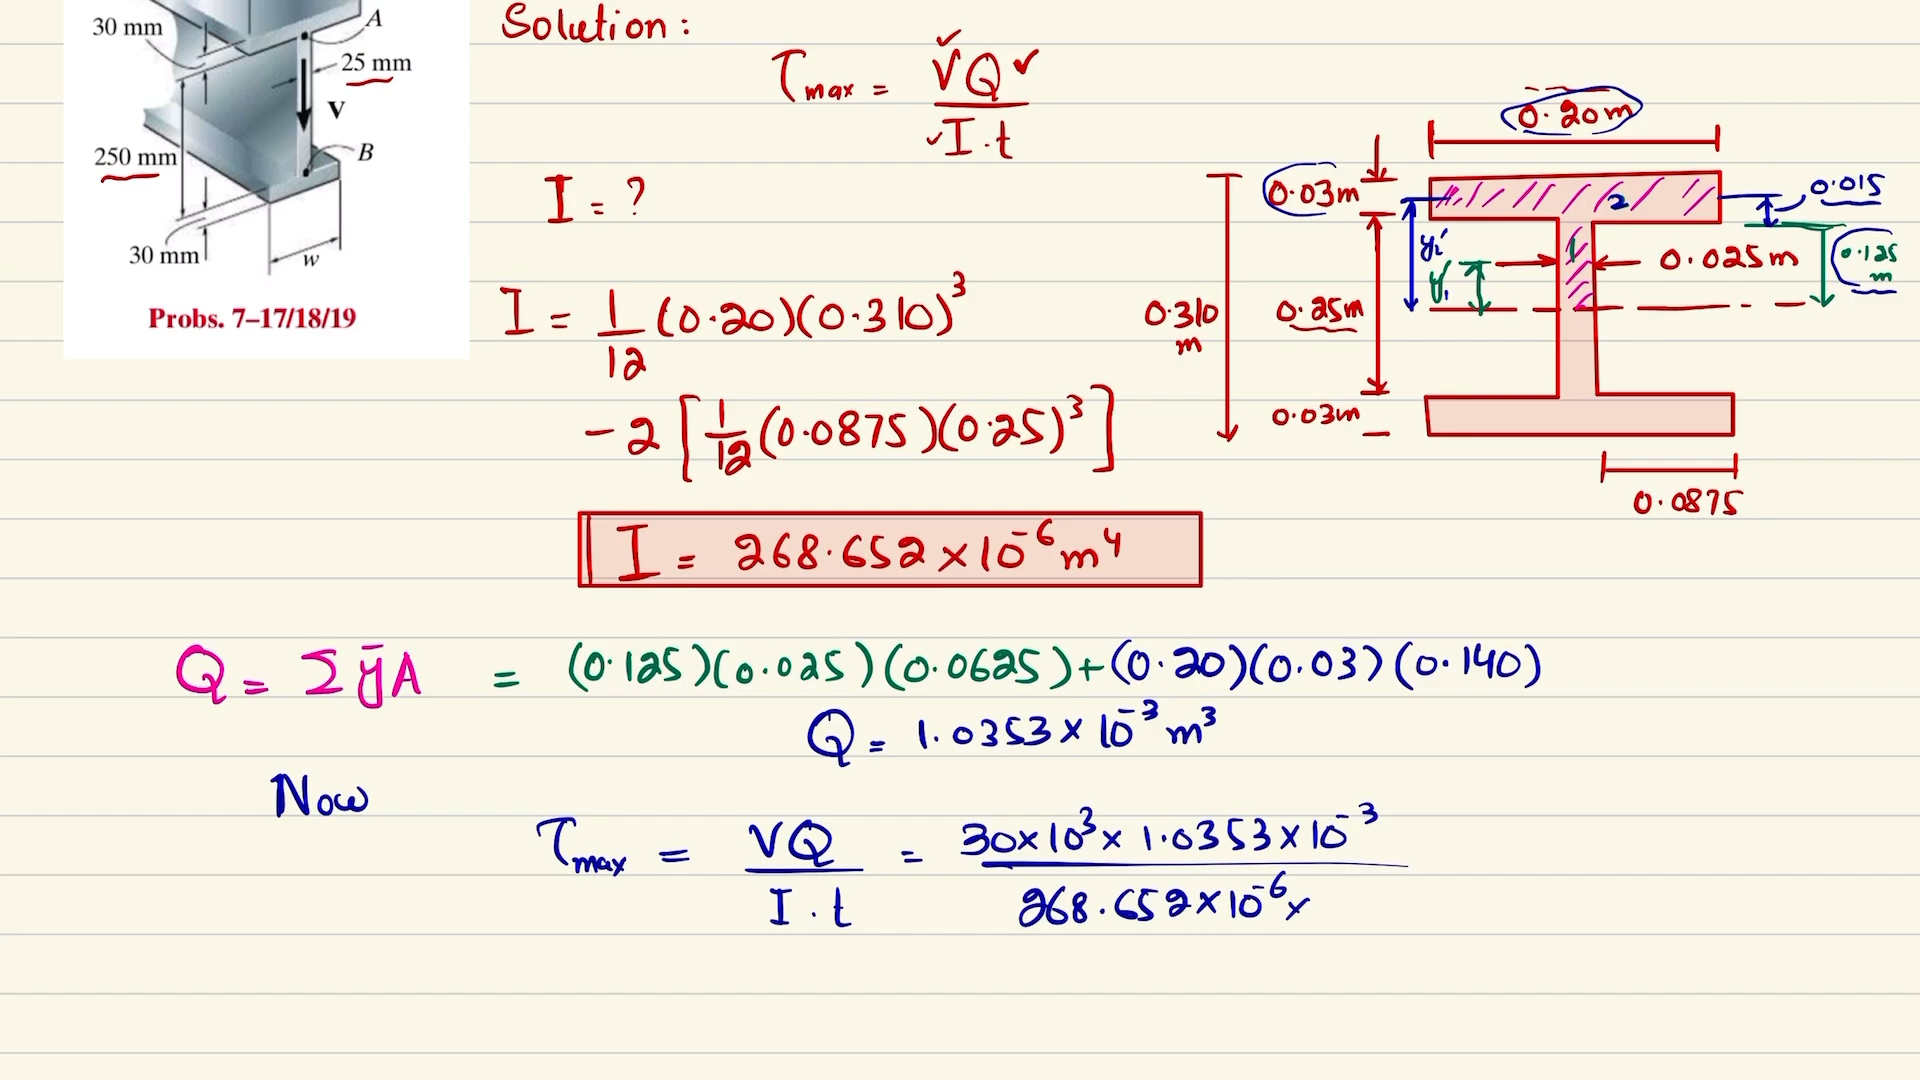 30 mm
A
25 mm
V
250 mm
B
30 mm
w
Probs. 7–17/18/19
Solution :
τmax = VQ / I.t
I = ?
I = 1/12 (0.20)(0.310)³
- 2 [ 1/12 (0.0875)(0.25)³ ]
I = 268.652 × 10⁻⁶ m⁴
0.20m
0.03m
2
0.015
y₂'
1
0.025m
0.125 m
y₁'
0.310 m
0.25m
0.03m
0.0875
Q = Σ ȳA = (0.125)(0.025)(0.0625)+(0.20)(0.03)(0.140)
Q = 1.0353 × 10⁻³ m³
Now
τmax = VQ / I.t = 30×10³ × 1.0353×10⁻³ / 268.652×10⁻⁶ ×